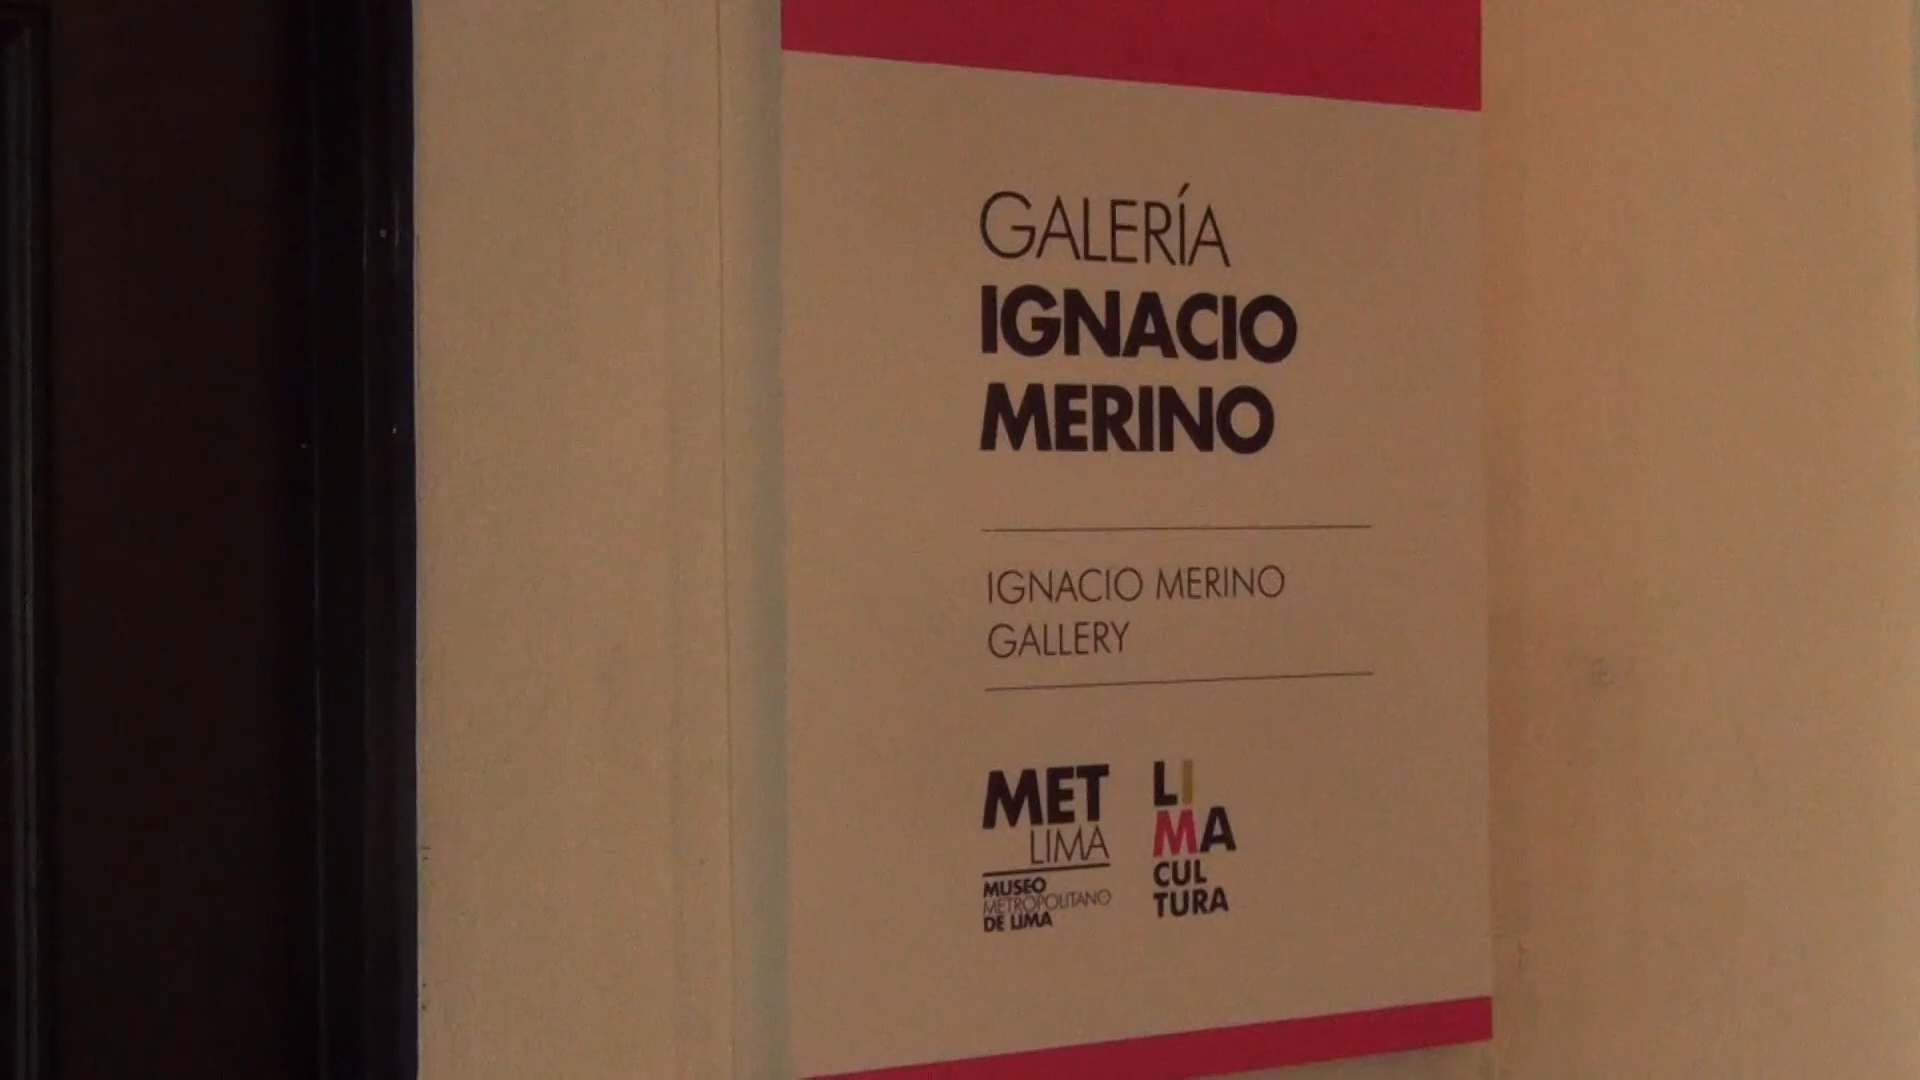 GALERÍA
IGNACIO
MERINO
IGNACIO MERINO
GALLERY
MET
LIMA
MUSEO
METROPOLITANO
DE LIMA
LI
MA
CUL
TURA